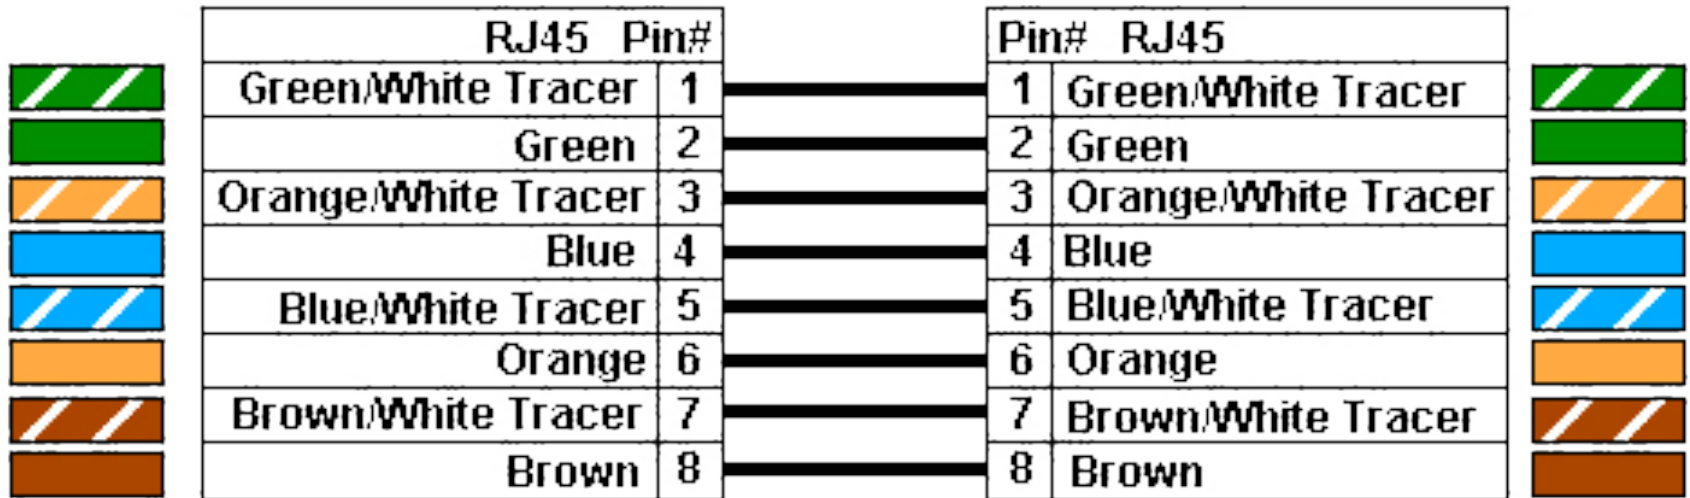 RJ45 Pin# Pin# RJ45
Green/White Tracer 1 1 Green/White Tracer
Green 2 2 Green
Orange/White Tracer 3 3 Orange/White Tracer
Blue 4 4 Blue
Blue/White Tracer 5 5 Blue/White Tracer
Orange 6 6 Orange
Brown/White Tracer 7 7 Brown/White Tracer
Brown 8 8 Brown